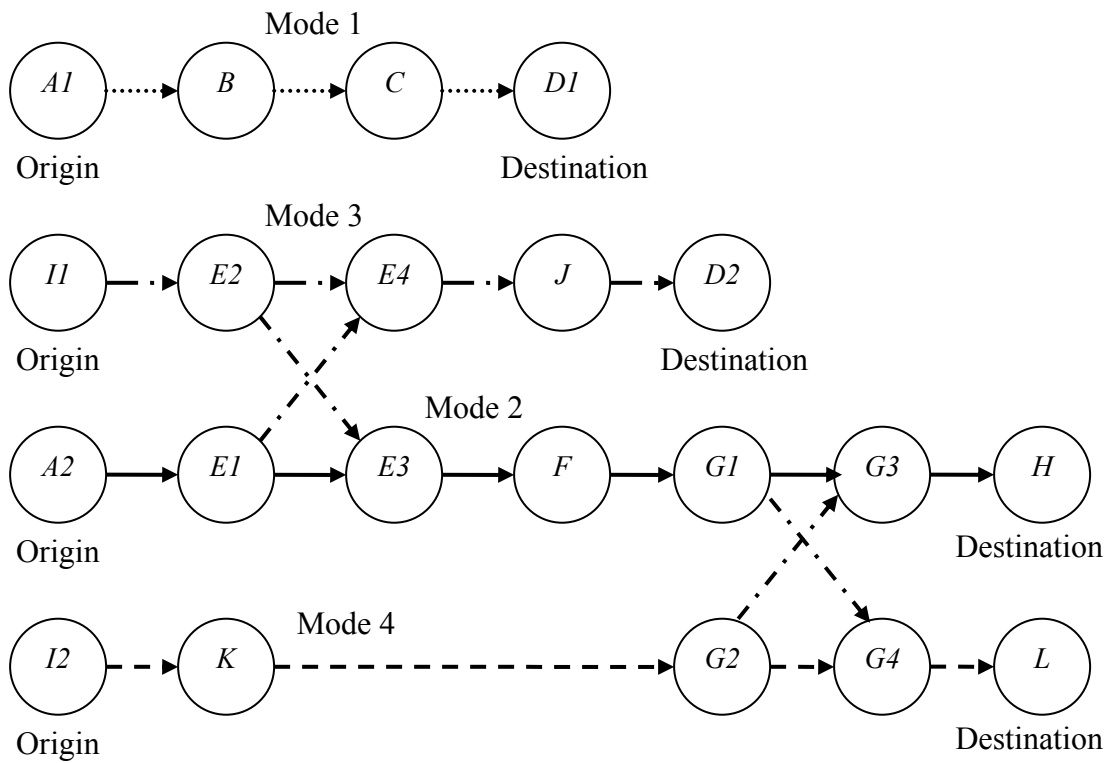 Mode 1
A1 B C D1
Origin Destination
Mode 3
I1 E2 E4 J D2
Origin Destination
Mode 2
A2 E1 E3 F G1 G3 H
Origin Destination
Mode 4
I2 K G2 G4 L
Origin Destination